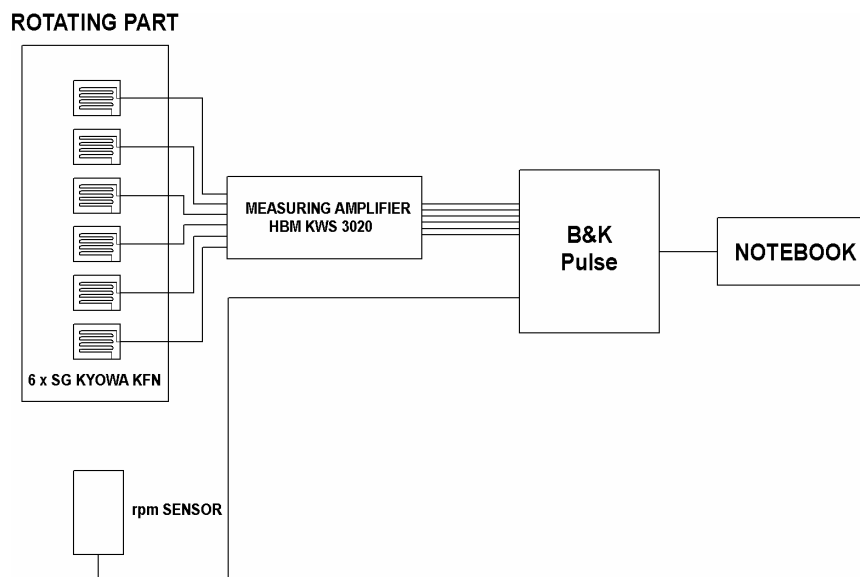 ROTATING PART
MEASURING AMPLIFIER
HBM KWS 3020
B&K
Pulse
NOTEBOOK
6 x SG KYOWA KFN
rpm SENSOR